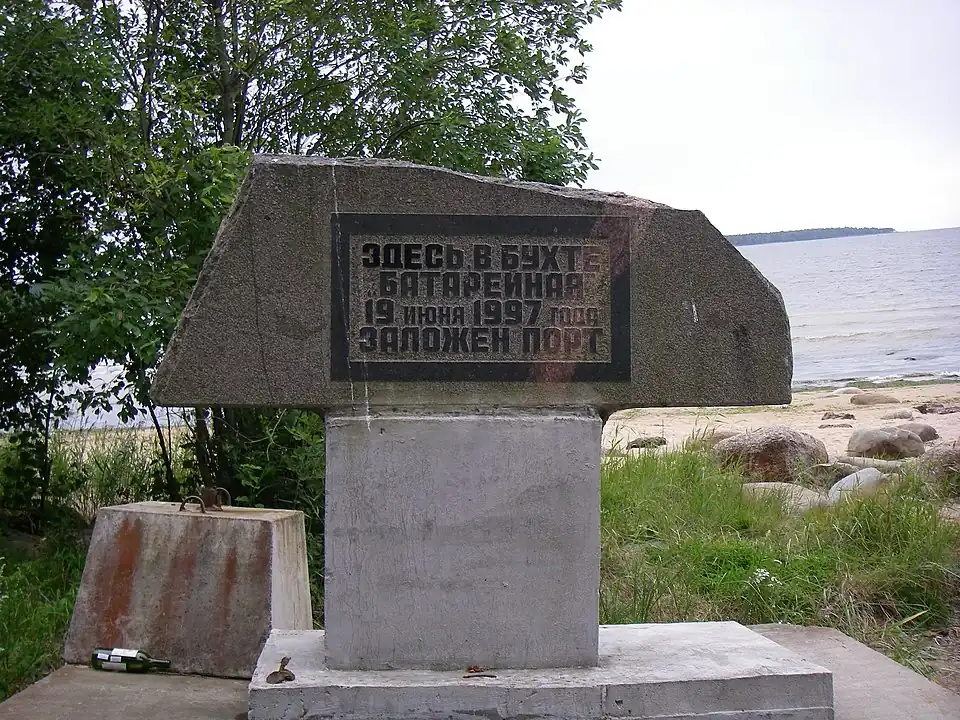 ЗДЕСЬ В БУХТЕ
БАТАРЕЙНАЯ
19 ИЮНЯ 1997 ГОДА
ЗАЛОЖЕН ПОРТ